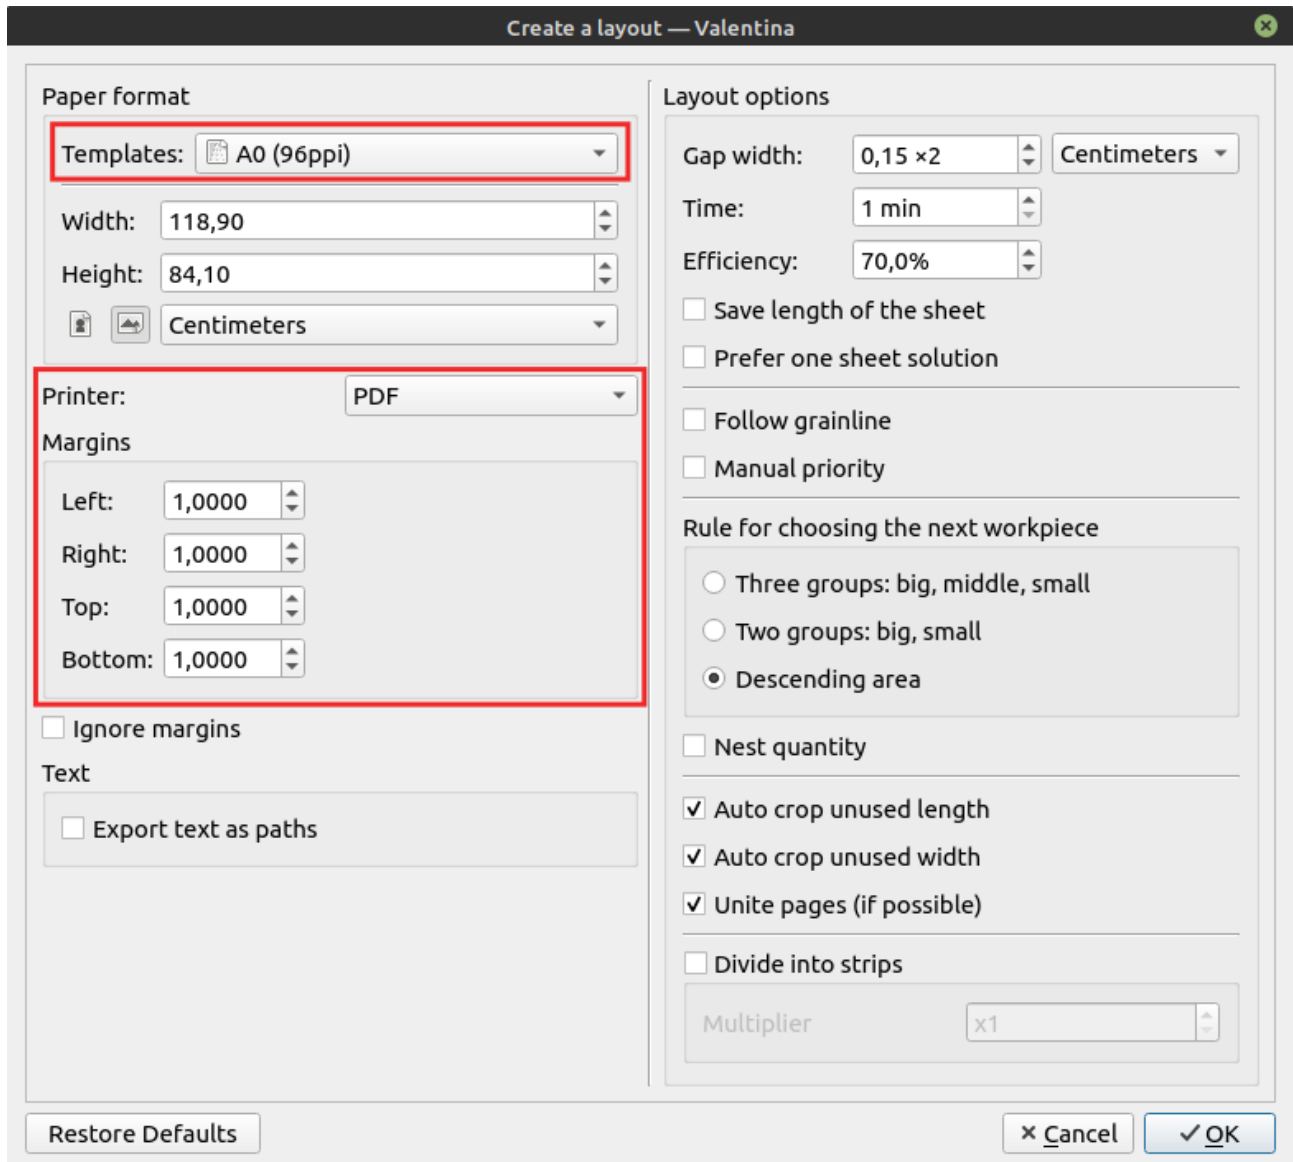 Create a layout — Valentina
Paper format
Templates: A0 (96ppi)
Width: 118,90
Height: 84,10
Centimeters
Printer: PDF
Margins
Left: 1,0000
Right: 1,0000
Top: 1,0000
Bottom: 1,0000
Ignore margins
Text
Export text as paths
Layout options
Gap width: 0,15 ×2 Centimeters
Time: 1 min
Efficiency: 70,0%
Save length of the sheet
Prefer one sheet solution
Follow grainline
Manual priority
Rule for choosing the next workpiece
Three groups: big, middle, small
Two groups: big, small
Descending area
Nest quantity
Auto crop unused length
Auto crop unused width
Unite pages (if possible)
Divide into strips
Multiplier x1
Restore Defaults
Cancel
OK